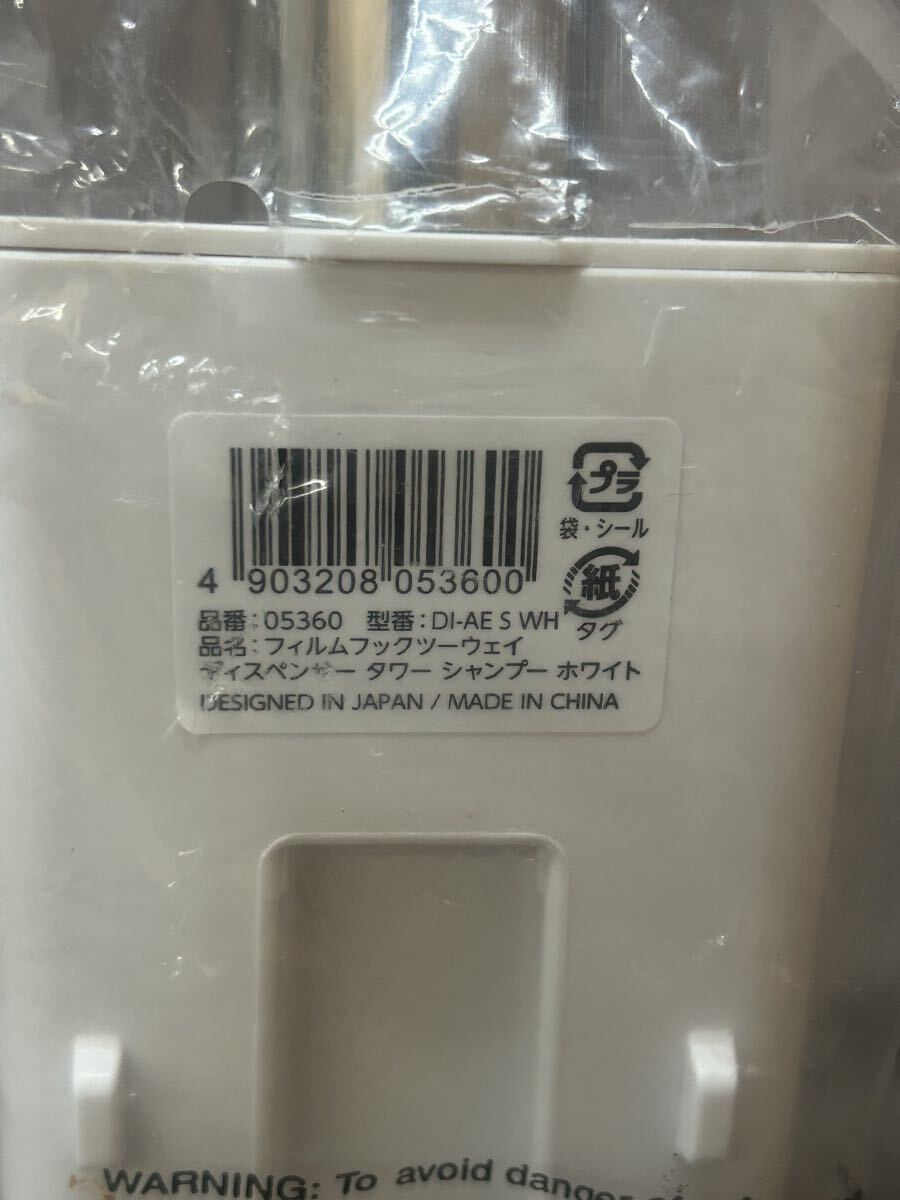 プラ
袋・シール
紙
タグ
4 903208 053600
品番：05360 型番：DI-AE S WH
品名：フィルムフックツーウェイ
ディスペンサー タワー シャンプー ホワイト
DESIGNED IN JAPAN / MADE IN CHINA
WARNING: To avoid